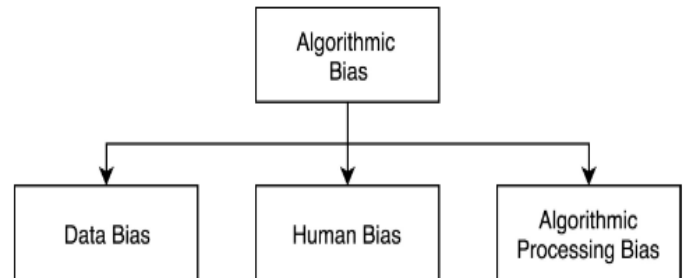 Algorithmic
Bias
Data Bias
Human Bias
Algorithmic
Processing Bias